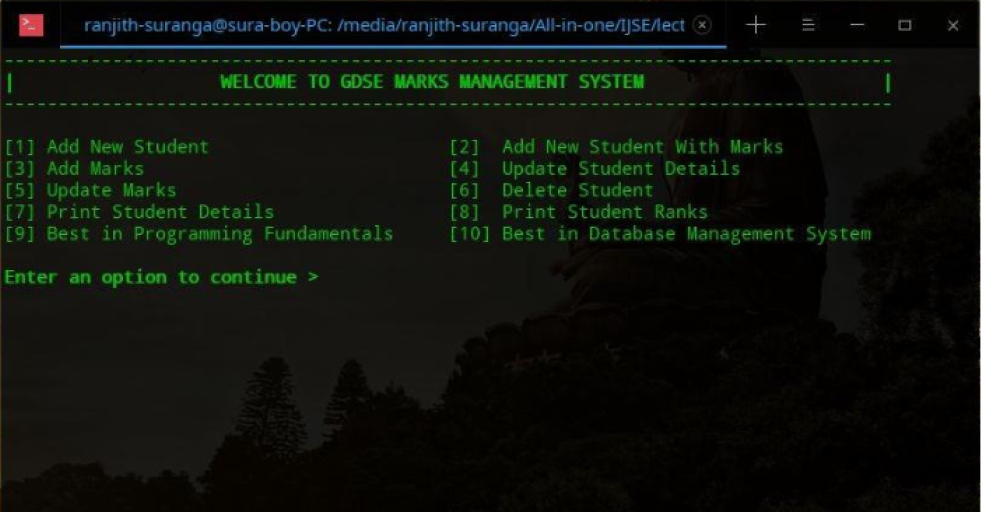 >_ ranjith-suranga@sura-boy-PC: /media/ranjith-suranga/All-in-one/IJSE/lect
--------------------------------------------------------------------------------
| WELCOME TO GDSE MARKS MANAGEMENT SYSTEM |
--------------------------------------------------------------------------------
[1] Add New Student [2] Add New Student With Marks
[3] Add Marks [4] Update Student Details
[5] Update Marks [6] Delete Student
[7] Print Student Details [8] Print Student Ranks
[9] Best in Programming Fundamentals [10] Best in Database Management System
Enter an option to continue >